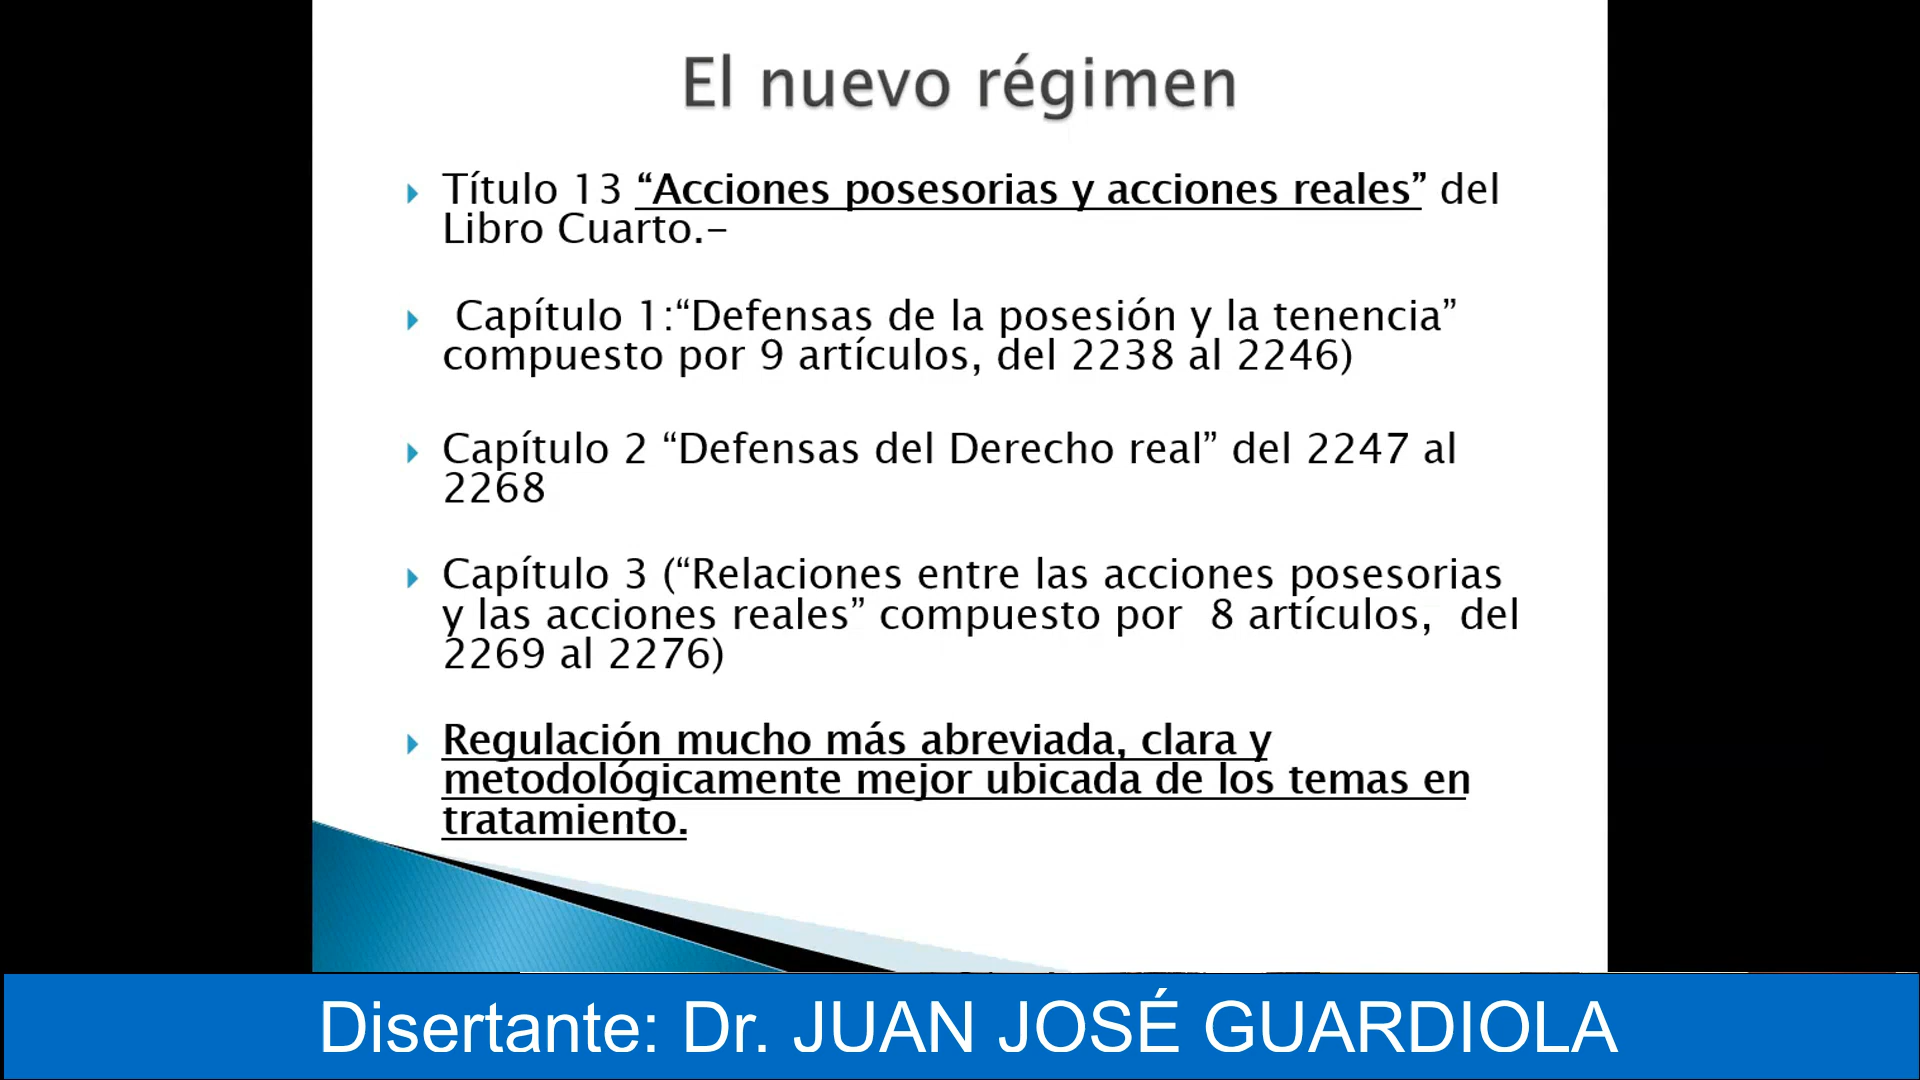 El nuevo régimen
Título 13 “Acciones posesorias y acciones reales” del
Libro Cuarto.-
Capítulo 1:“Defensas de la posesión y la tenencia”
compuesto por 9 artículos, del 2238 al 2246)
Capítulo 2 “Defensas del Derecho real” del 2247 al
2268
Capítulo 3 (“Relaciones entre las acciones posesorias
y las acciones reales” compuesto por 8 artículos, del
2269 al 2276)
Regulación mucho más abreviada, clara y
metodológicamente mejor ubicada de los temas en
tratamiento.
Disertante: Dr. JUAN JOSÉ GUARDIOLA